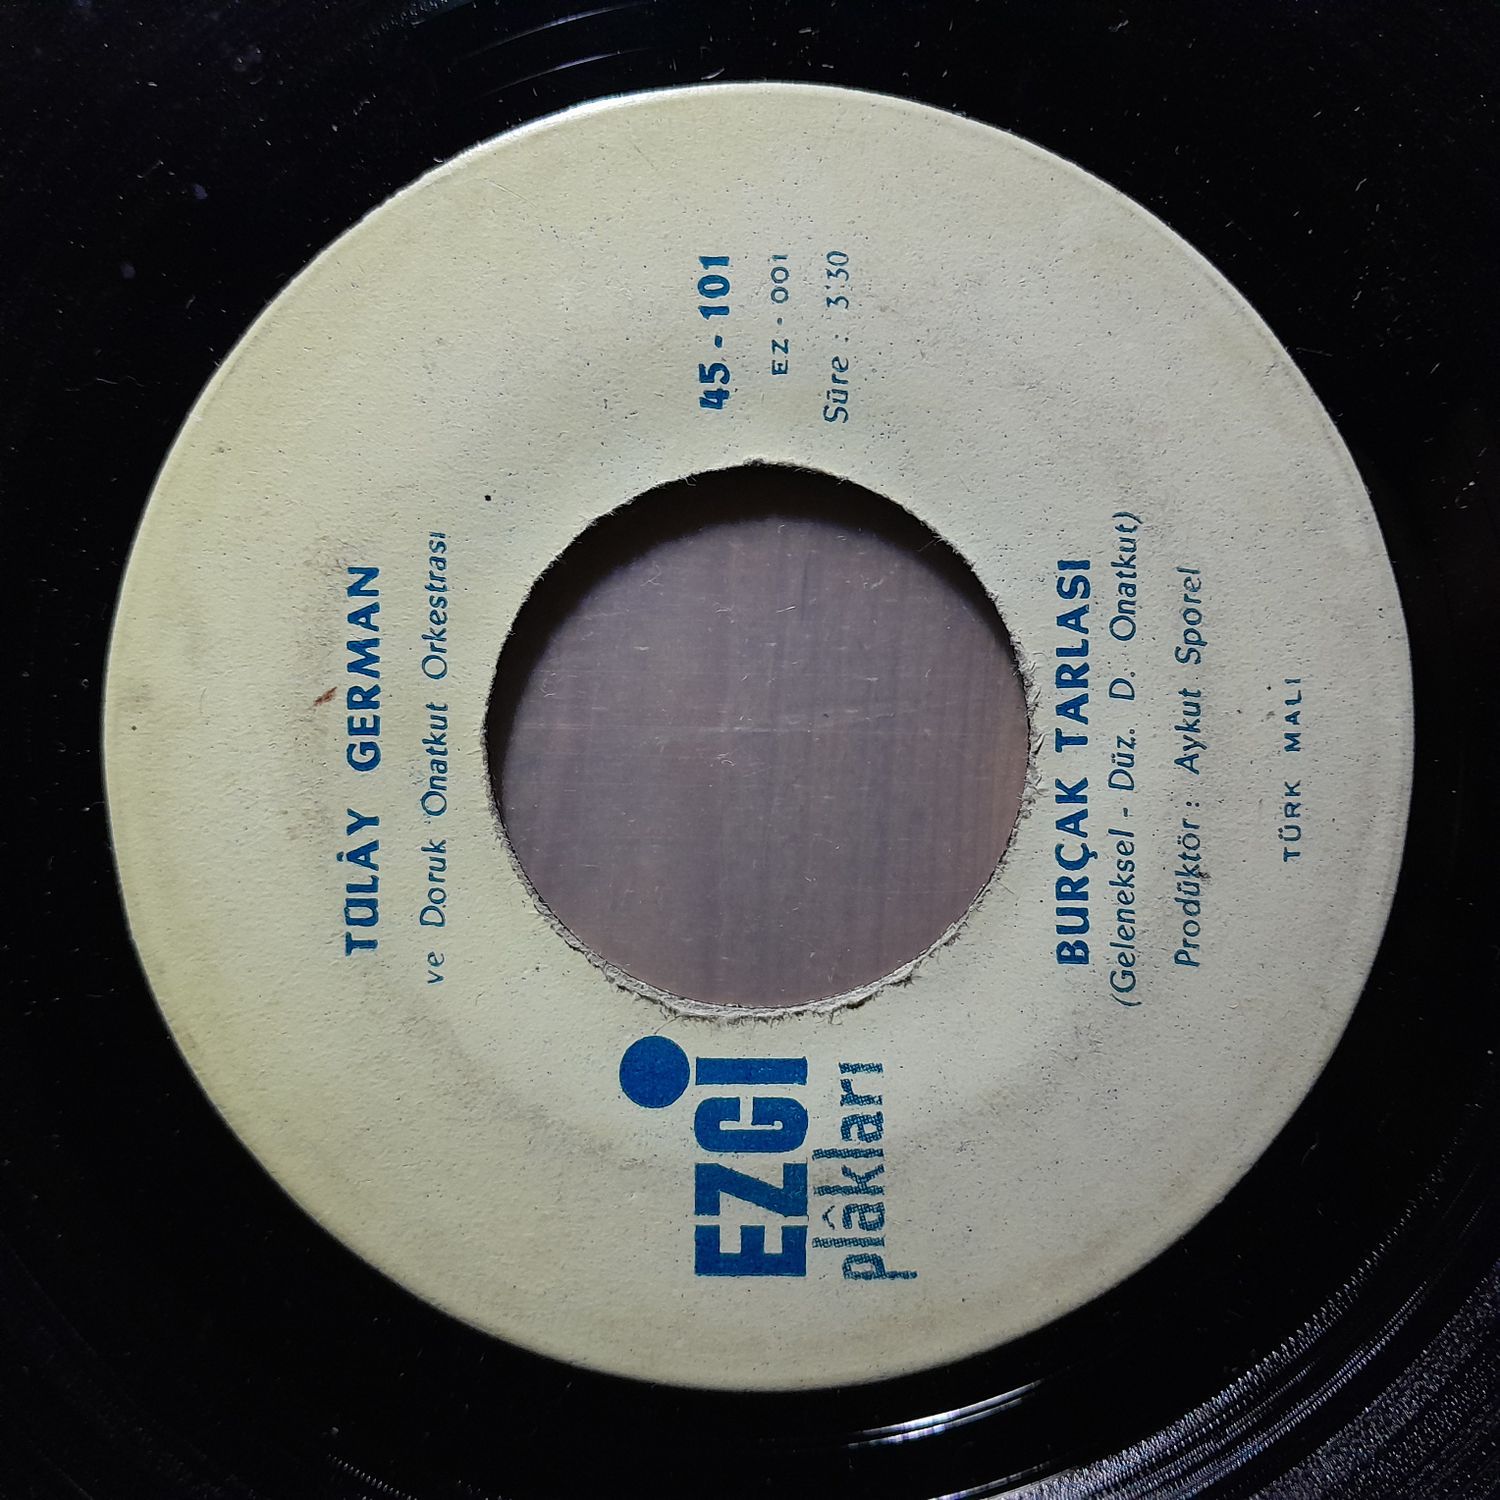 TÜLÂY GERMAN
ve Doruk Onatkut Orkestrası
EZGİ
plâkları
45 - 101
EZ - 001
Süre : 3'.30
BURÇAK TARLASI
(Geleneksel - Düz. D. Onatkut)
Prodüktör : Aykut Sporel
TÜRK MALI